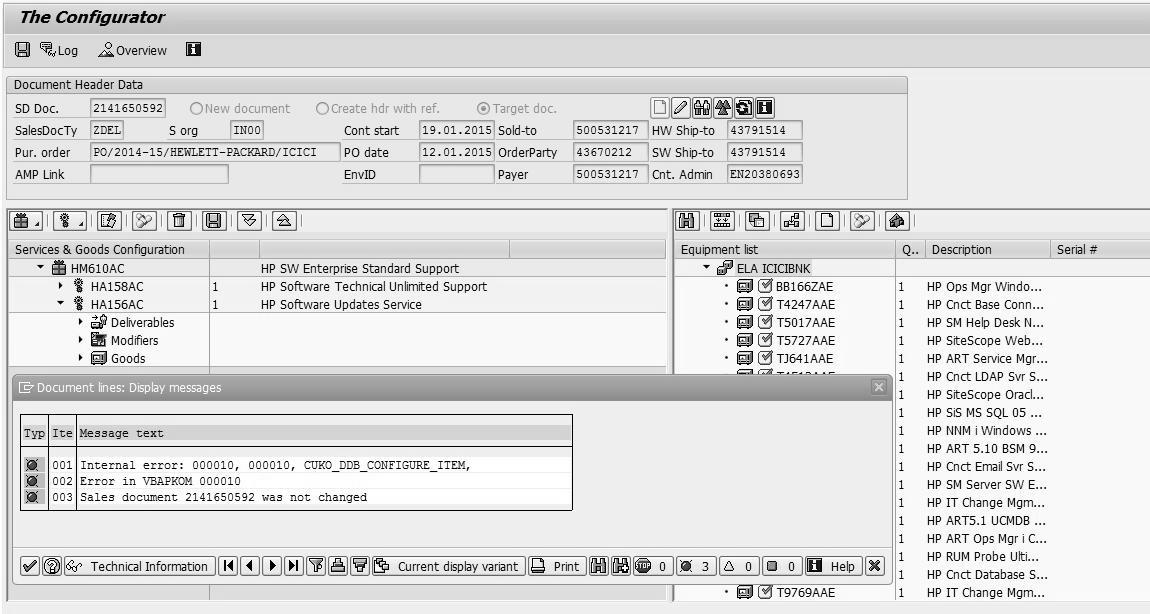 The Configurator
Log Overview
Document Header Data
SD Doc. 2141650592 New document Create hdr with ref. Target doc.
SalesDocTy ZDEL S org IN00 Cont start 19.01.2015 Sold-to 500531217 HW Ship-to 43791514
Pur. order PO/2014-15/HEWLETT-PACKARD/ICICI PO date 12.01.2015 OrderParty 43670212 SW Ship-to 43791514
AMP Link EnvID Payer 500531217 Cnt. Admin EN20380693
Services & Goods Configuration
HM610AC HP SW Enterprise Standard Support
HA158AC 1 HP Software Technical Unlimited Support
HA156AC 1 HP Software Updates Service
Deliverables
Modifiers
Goods
Equipment list Q.. Description Serial #
ELA ICICIBNK
BB166ZAE 1 HP Ops Mgr Windo...
T4247AAE 1 HP Cnct Base Conn...
T5017AAE 1 HP SM Help Desk N...
T5727AAE 1 HP SiteScope Web...
TJ641AAE 1 HP ART Service Mgr...
1 HP Cnct LDAP Svr S...
1 HP SiteScope Oracl...
1 HP SiS MS SQL 05 ...
1 HP NNM i Windows ...
1 HP ART 5.10 BSM 9...
1 HP Cnct Email Svr S...
1 HP SM Server SW E...
1 HP IT Change Mgm...
1 HP ART5.1 UCMDB ...
1 HP ART Ops Mgr i C...
1 HP RUM Probe Ulti...
1 HP Cnct Database S...
T9769AAE 1 HP IT Change Mgm...
Document lines: Display messages
Typ Ite Message text
001 Internal error: 000010, 000010, CUKO_DDB_CONFIGURE_ITEM,
002 Error in VBAPKOM 000010
003 Sales document 2141650592 was not changed
Technical Information Current display variant Print STOP 0 3 0 0 Help